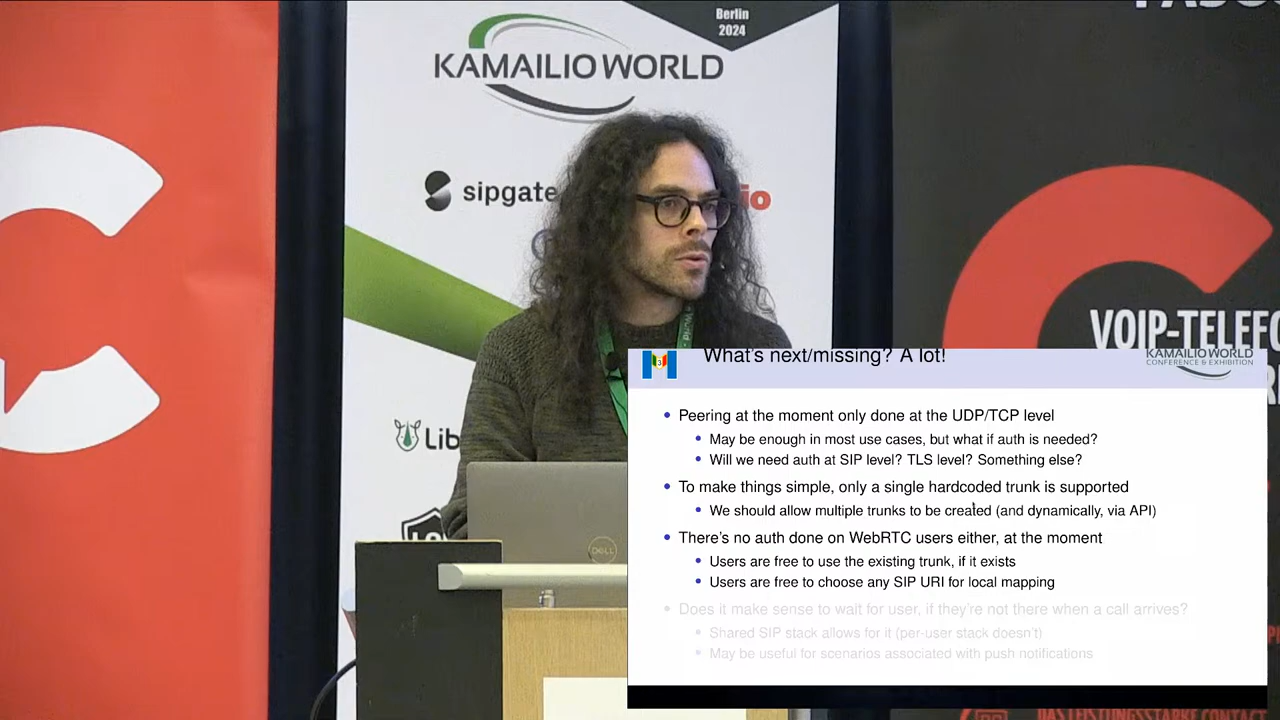 Berlin
2024
KAMAILIO WORLD
sipgate
io
Lib
VOIP-TELEFO
DELL
What's next/missing? A lot!
KAMAILIO WORLD
CONFERENCE & EXHIBITION
Peering at the moment only done at the UDP/TCP level
May be enough in most use cases, but what if auth is needed?
Will we need auth at SIP level? TLS level? Something else?
To make things simple, only a single hardcoded trunk is supported
We should allow multiple trunks to be created (and dynamically, via API)
There's no auth done on WebRTC users either, at the moment
Users are free to use the existing trunk, if it exists
Users are free to choose any SIP URI for local mapping
Does it make sense to wait for user, if they're not there when a call arrives?
Shared SIP stack allows for it (per-user stack doesn't)
May be useful for scenarios associated with push notifications
DAS LEISTUNGSSTARKE CONTACT